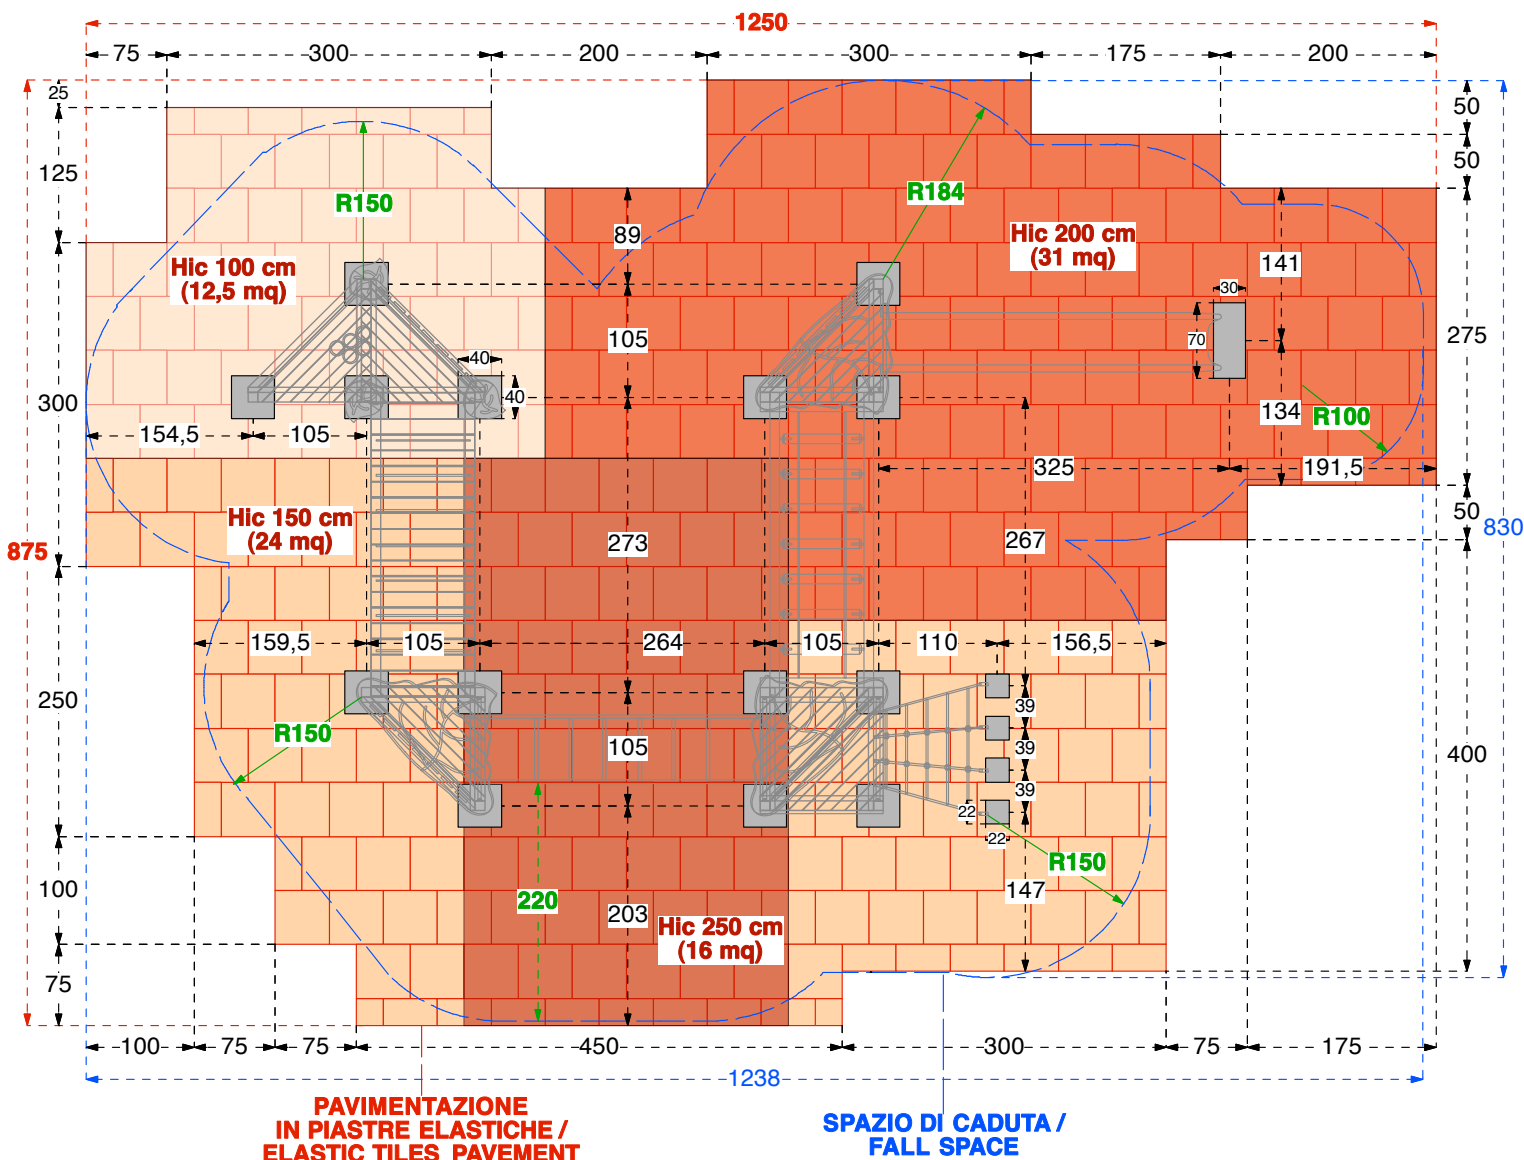 1250
75 300 200 300 175 200
25
50
125
R150
R184
50
89
Hic 100 cm
(12,5 mq)
Hic 200 cm
(31 mq)
141
30
105
70
275
40
40
300
134
R100
154,5 105
325 191,5
Hic 150 cm
(24 mq)
50
830
875
273
267
159,5 105 264 105 110 156,5
250
39
R150
105
39
400
39
22
22
R150
100
220
203
147
Hic 250 cm
(16 mq)
75
100 75 75 450 300 75 175
1238
PAVIMENTAZIONE
IN PIASTRE ELASTICHE /
ELASTIC TILES PAVEMENT
SPAZIO DI CADUTA /
FALL SPACE